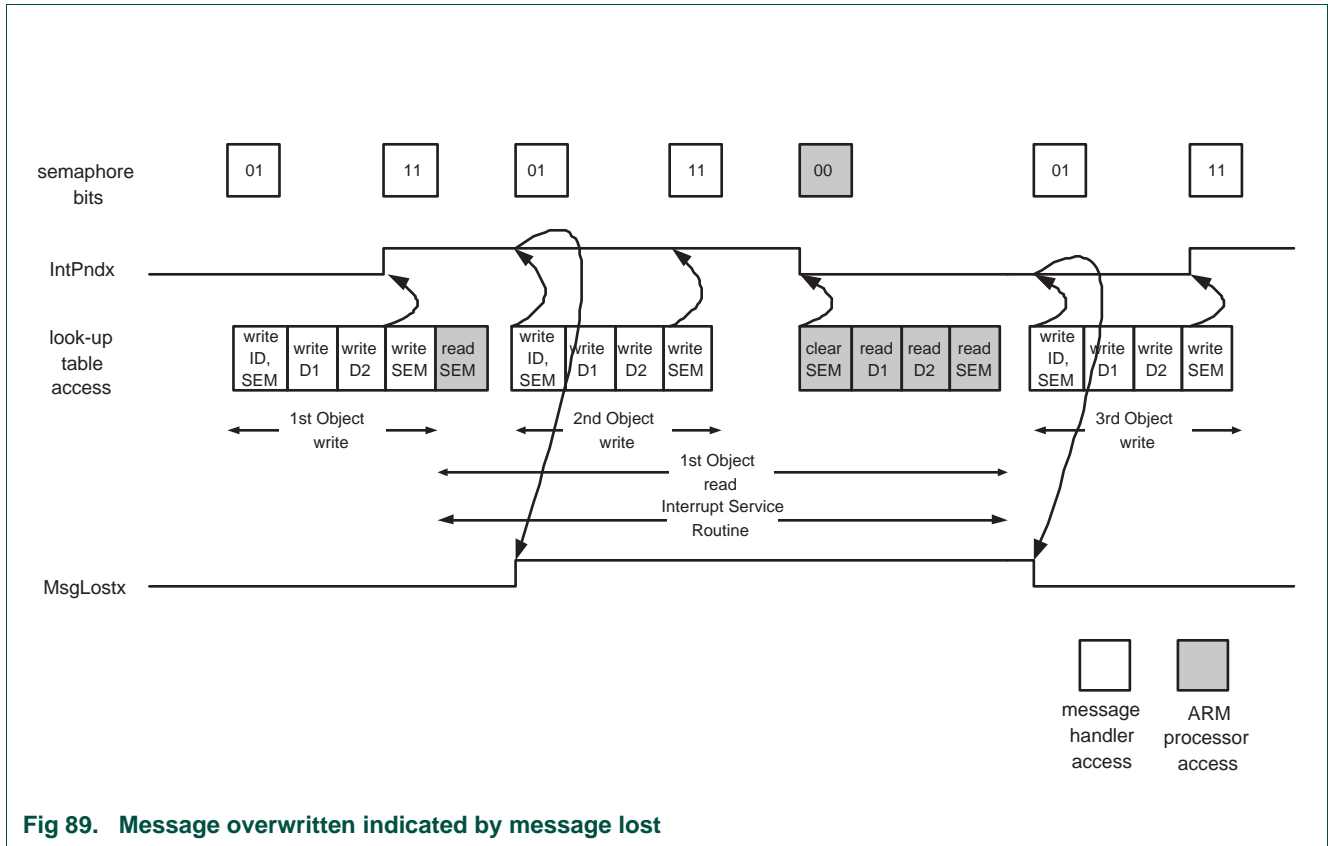 semaphore
bits
01
11
01
11
00
01
11
IntPndx
look-up
table
access
write
ID,
SEM
write
D1
write
D2
write
SEM
read
SEM
write
ID,
SEM
write
D1
write
D2
write
SEM
clear
SEM
read
D1
read
D2
read
SEM
write
ID,
SEM
write
D1
write
D2
write
SEM
1st Object
write
2nd Object
write
3rd Object
write
1st Object
read
Interrupt Service
Routine
MsgLostx
message
handler
access
ARM
processor
access
Fig 89. Message overwritten indicated by message lost